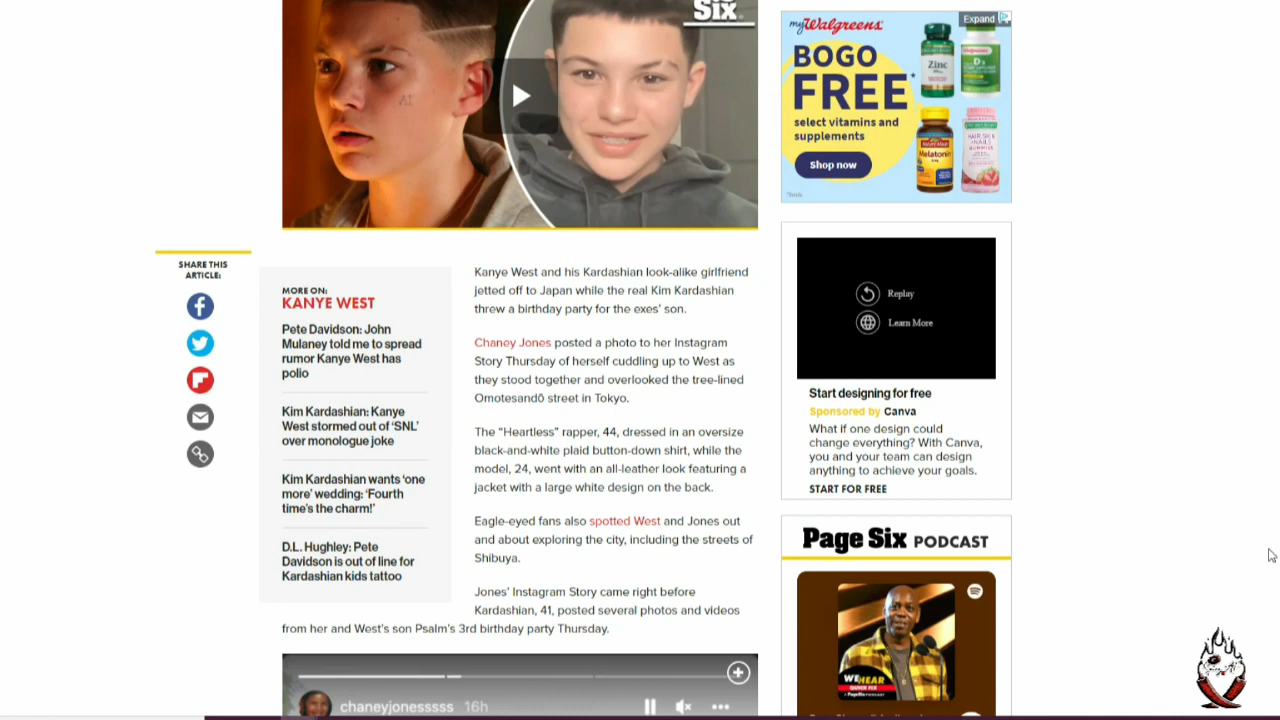 Six
AI
SHARE THIS
ARTICLE:
MORE ON:
KANYE WEST
Pete Davidson: John
Mulaney told me to spread
rumor Kanye West has
polio
Kim Kardashian: Kanye
West stormed out of ‘SNL’
over monologue joke
Kim Kardashian wants ‘one
more’ wedding: ‘Fourth
time’s the charm!’
D.L. Hughley: Pete
Davidson is out of line for
Kardashian kids tattoo
Kanye West and his Kardashian look-alike girlfriend
jetted off to Japan while the real Kim Kardashian
threw a birthday party for the exes’ son.
Chaney Jones posted a photo to her Instagram
Story Thursday of herself cuddling up to West as
they stood together and overlooked the tree-lined
Omotesandō street in Tokyo.
The “Heartless” rapper, 44, dressed in an oversize
black-and-white plaid button-down shirt, while the
model, 24, went with an all-leather look featuring a
jacket with a large white design on the back.
Eagle-eyed fans also spotted West and Jones out
and about exploring the city, including the streets of
Shibuya.
Jones’ Instagram Story came right before
Kardashian, 41, posted several photos and videos
from her and West’s son Psalm’s 3rd birthday party Thursday.
chaneyjonesssss 16h
myWalgreens
Expand
BOGO
FREE*
select vitamins and
supplements
Shop now
Zinc
D3
Melatonin
HAIR, SKIN
& NAILS
GUMMIES
Replay
Learn More
Start designing for free
Sponsored by Canva
What if one design could
change everything? With Canva,
you and your team can design
anything to achieve your goals.
START FOR FREE
Page Six PODCAST
WE HEAR
QUICK FIX